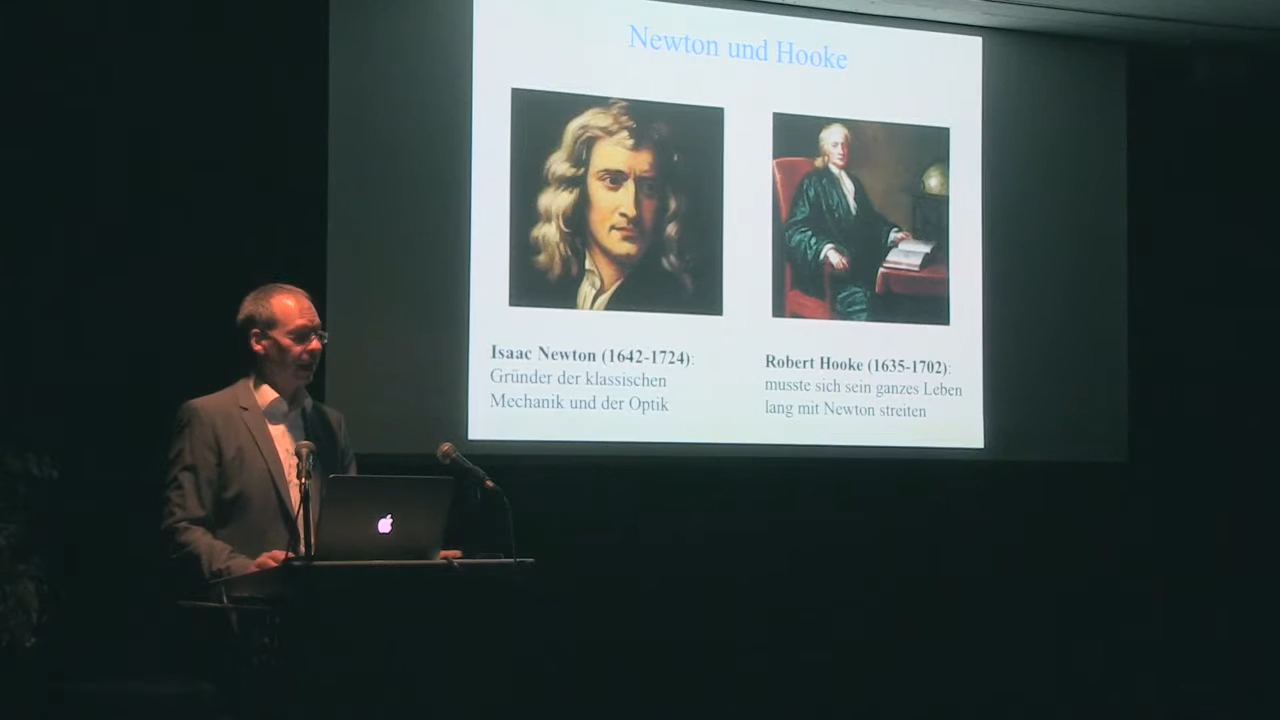 Newton und Hooke
Isaac Newton (1642-1724):
Gründer der klassischen
Mechanik und der Optik
Robert Hooke (1635-1702):
musste sich sein ganzes Leben
lang mit Newton streiten